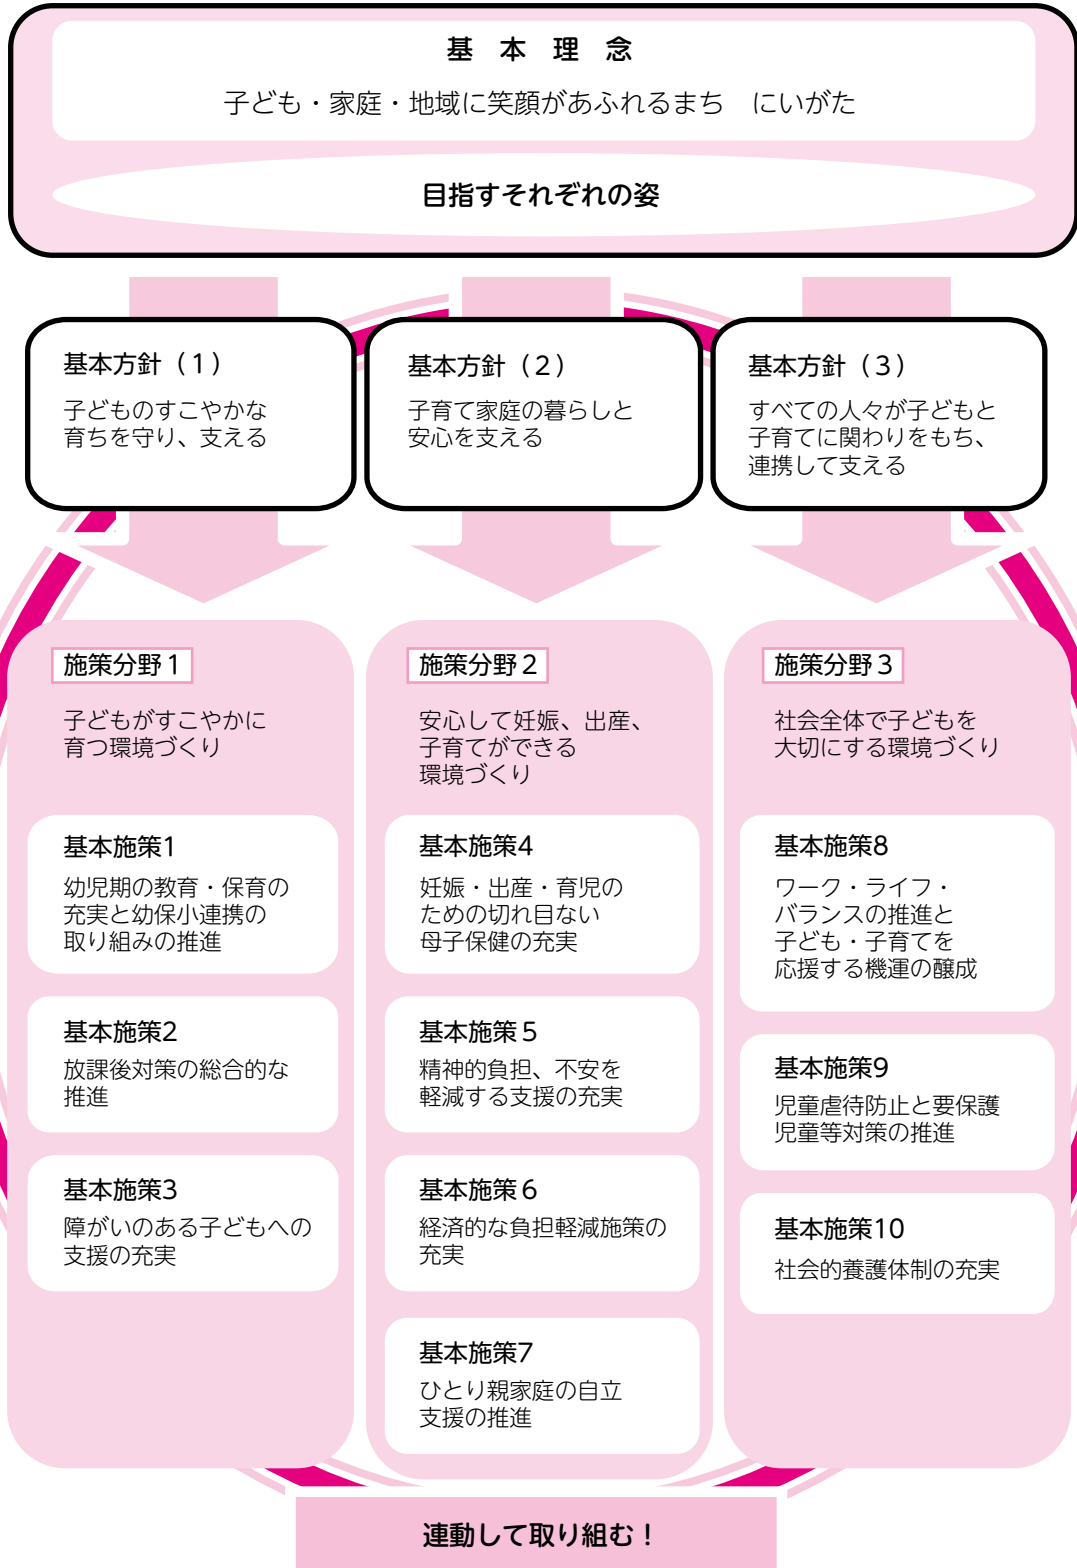 基　本　理　念
子ども・家庭・地域に笑顔があふれるまち　にいがた
目指すそれぞれの姿
基本方針（１）
子どものすこやかな
育ちを守り、支える
基本方針（２）
子育て家庭の暮らしと
安心を支える
基本方針（３）
すべての人々が子どもと
子育てに関わりをもち、
連携して支える
施策分野１
子どもがすこやかに
育つ環境づくり
基本施策1
幼児期の教育・保育の
充実と幼保小連携の
取り組みの推進
基本施策2
放課後対策の総合的な
推進
基本施策3
障がいのある子どもへの
支援の充実
施策分野２
安心して妊娠、出産、
子育てができる
環境づくり
基本施策4
妊娠・出産・育児の
ための切れ目ない
母子保健の充実
基本施策５
精神的負担、不安を
軽減する支援の充実
基本施策６
経済的な負担軽減施策の
充実
基本施策7
ひとり親家庭の自立
支援の推進
施策分野３
社会全体で子どもを
大切にする環境づくり
基本施策8
ワーク・ライフ・
バランスの推進と
子ども・子育てを
応援する機運の醸成
基本施策9
児童虐待防止と要保護
児童等対策の推進
基本施策10
社会的養護体制の充実
連動して取り組む！